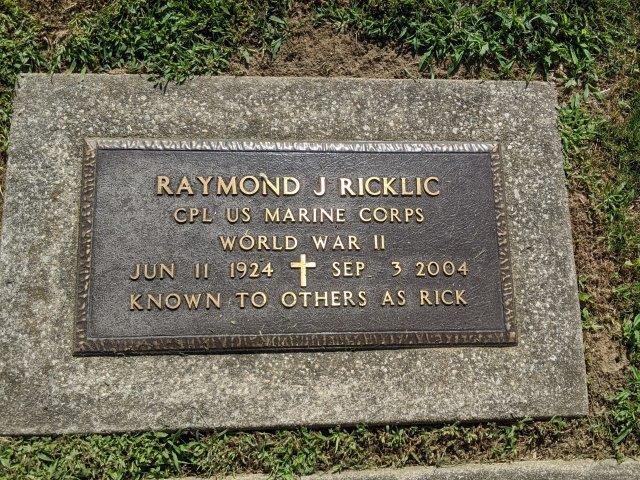 RAYMOND J RICKLIC
CPL US MARINE CORPS
WORLD WAR II
JUN 11 1924 SEP 3 2004
KNOWN TO OTHERS AS RICK